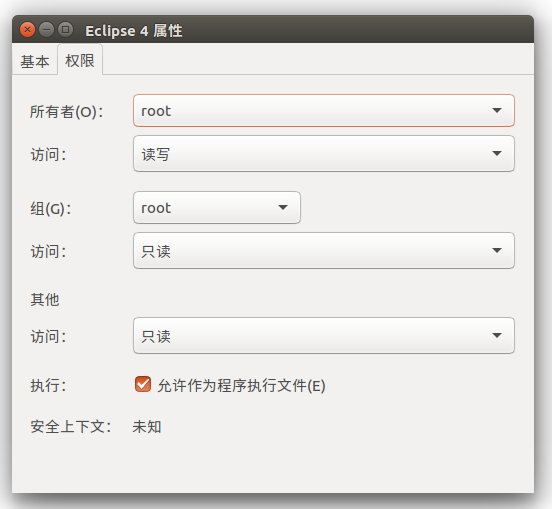 Eclipse 4 属性
基本 权限
所有者(O)： root
访问： 读写
组(G)： root
访问： 只读
其他
访问： 只读
执行： 允许作为程序执行文件(E)
安全上下文： 未知